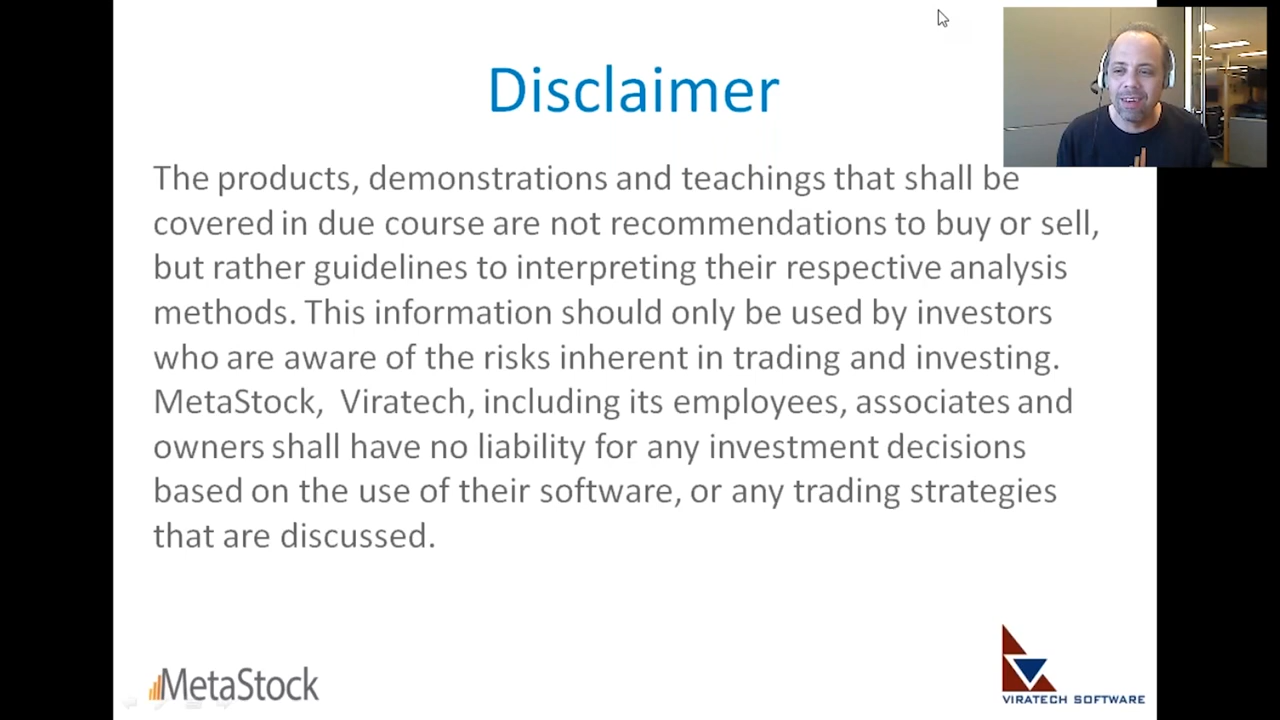 Disclaimer
The products, demonstrations and teachings that shall be
covered in due course are not recommendations to buy or sell,
but rather guidelines to interpreting their respective analysis
methods. This information should only be used by investors
who are aware of the risks inherent in trading and investing.
MetaStock, Viratech, including its employees, associates and
owners shall have no liability for any investment decisions
based on the use of their software, or any trading strategies
that are discussed.
MetaStock
VIRATECH SOFTWARE